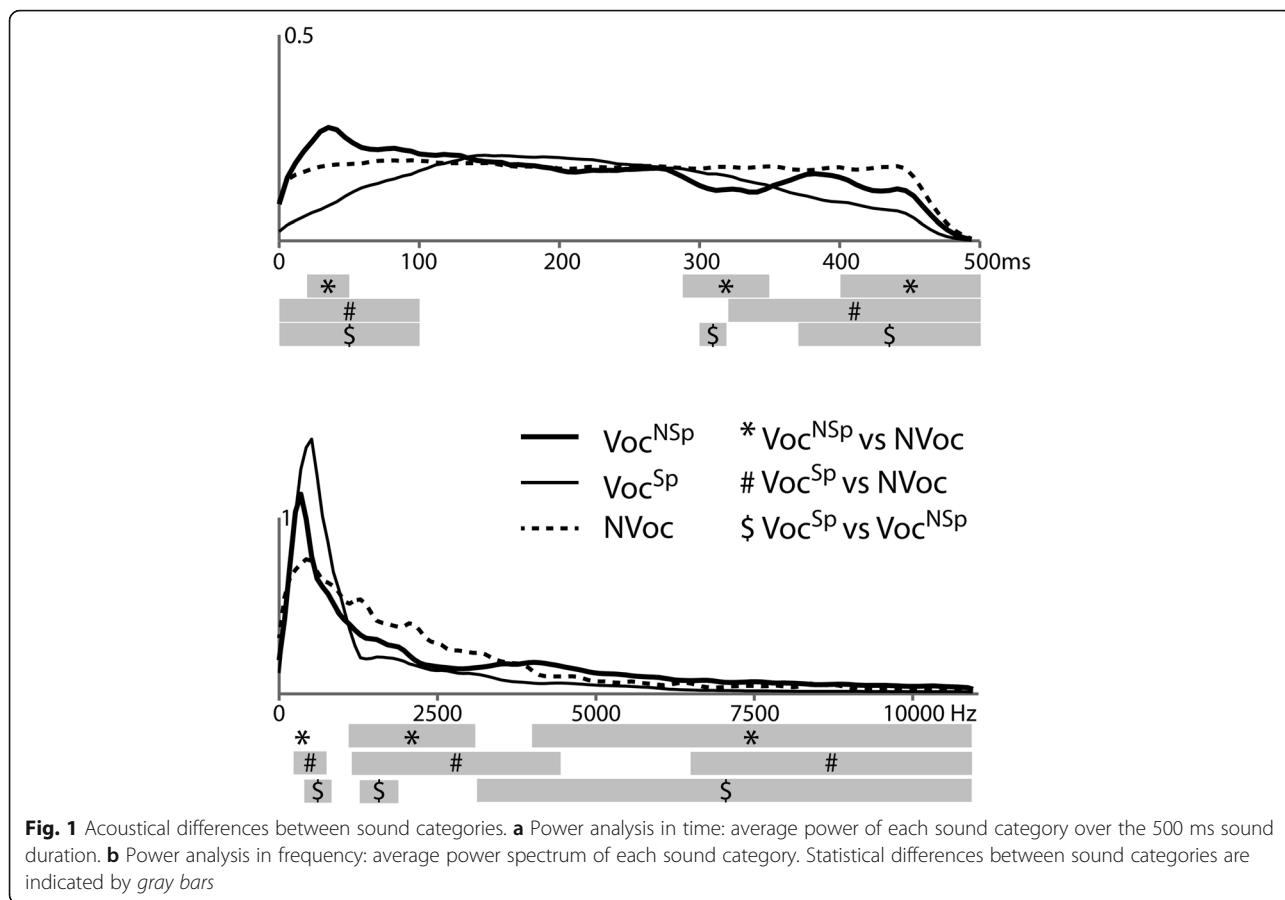 0.5
0 100 200 300 400 500ms
* * *
# #
$ $ $
Voc^NSp * Voc^NSp vs NVoc
Voc^Sp # Voc^Sp vs NVoc
1 NVoc $ Voc^Sp vs Voc^NSp
0 2500 5000 7500 10000 Hz
* * *
# # #
$ $ $
Fig. 1 Acoustical differences between sound categories. a Power analysis in time: average power of each sound category over the 500 ms sound
duration. b Power analysis in frequency: average power spectrum of each sound category. Statistical differences between sound categories are
indicated by gray bars